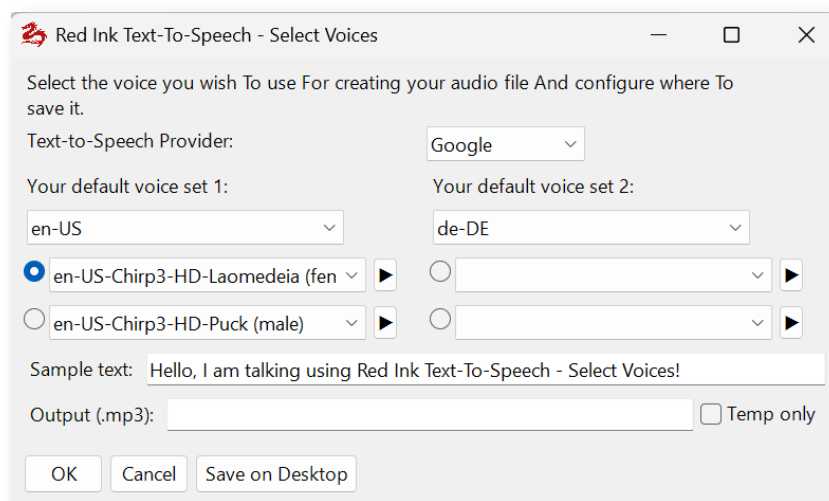 Red Ink Text-To-Speech - Select Voices
Select the voice you wish To use For creating your audio file And configure where To
save it.
Text-to-Speech Provider:
Google
Your default voice set 1:
Your default voice set 2:
en-US
de-DE
en-US-Chirp3-HD-Laomedeia (fen
en-US-Chirp3-HD-Puck (male)
Sample text: Hello, I am talking using Red Ink Text-To-Speech - Select Voices!
Output (.mp3):
Temp only
OK
Cancel
Save on Desktop